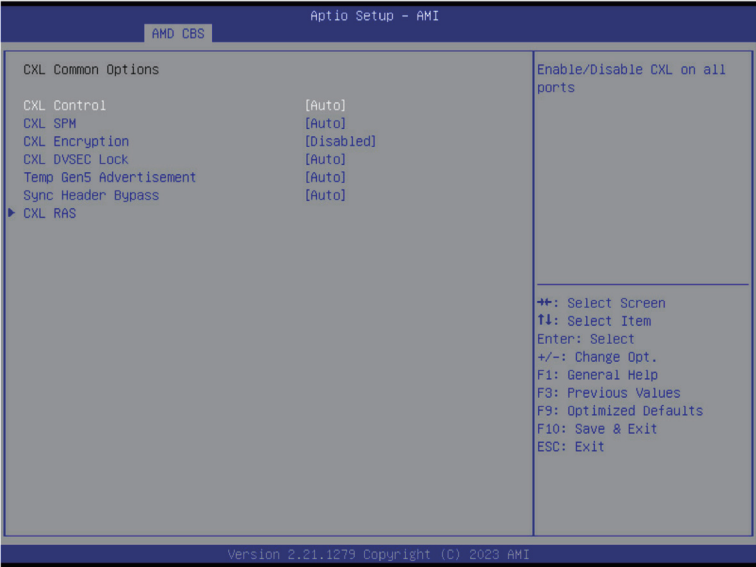 Aptio Setup – AMI
AMD CBS
CXL Common Options
CXL Control [Auto]
CXL SPM [Auto]
CXL Encryption [Disabled]
CXL DVSEC Lock [Auto]
Temp Gen5 Advertisement [Auto]
Sync Header Bypass [Auto]
CXL RAS
Enable/Disable CXL on all
ports
→←: Select Screen
↑↓: Select Item
Enter: Select
+/-: Change Opt.
F1: General Help
F3: Previous Values
F9: Optimized Defaults
F10: Save & Exit
ESC: Exit
Version 2.21.1279 Copyright (C) 2023 AMI